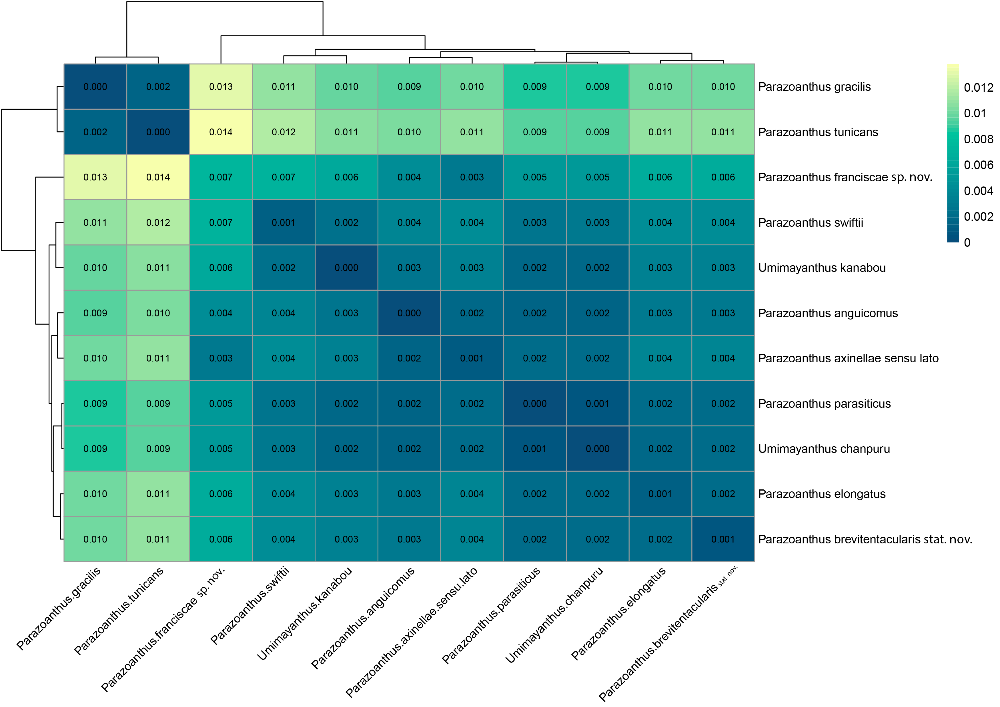 0.000 0.002 0.013 0.011 0.010 0.009 0.010 0.009 0.009 0.010 0.010 Parazoanthus gracilis
0.002 0.000 0.014 0.012 0.011 0.010 0.011 0.009 0.009 0.011 0.011 Parazoanthus tunicans
0.013 0.014 0.007 0.007 0.006 0.004 0.003 0.005 0.005 0.006 0.006 Parazoanthus franciscae sp. nov.
0.011 0.012 0.007 0.001 0.002 0.004 0.004 0.003 0.003 0.004 0.004 Parazoanthus swiftii
0.010 0.011 0.006 0.002 0.000 0.003 0.003 0.002 0.002 0.003 0.003 Umimayanthus kanabou
0.009 0.010 0.004 0.004 0.003 0.000 0.002 0.002 0.002 0.003 0.003 Parazoanthus anguicomus
0.010 0.011 0.003 0.004 0.003 0.002 0.001 0.002 0.002 0.004 0.004 Parazoanthus axinellae sensu lato
0.009 0.009 0.005 0.003 0.002 0.002 0.002 0.000 0.001 0.002 0.002 Parazoanthus parasiticus
0.009 0.009 0.005 0.003 0.002 0.002 0.002 0.001 0.000 0.002 0.002 Umimayanthus chanpuru
0.010 0.011 0.006 0.004 0.003 0.003 0.004 0.002 0.002 0.001 0.002 Parazoanthus elongatus
0.010 0.011 0.006 0.004 0.003 0.003 0.004 0.002 0.002 0.002 0.001 Parazoanthus brevitentacularis stat. nov.
0.012
0.01
0.008
0.006
0.004
0.002
0
Parazoanthus.gracilis
Parazoanthus.tunicans
Parazoanthus.franciscae sp. nov.
Parazoanthus.swiftii
Umimayanthus.kanabou
Parazoanthus.anguicomus
Parazoanthus.axinellae.sensu.lato
Parazoanthus.parasiticus
Umimayanthus.chanpuru
Parazoanthus.elongatus
Parazoanthus.brevitentacularis stat. nov.